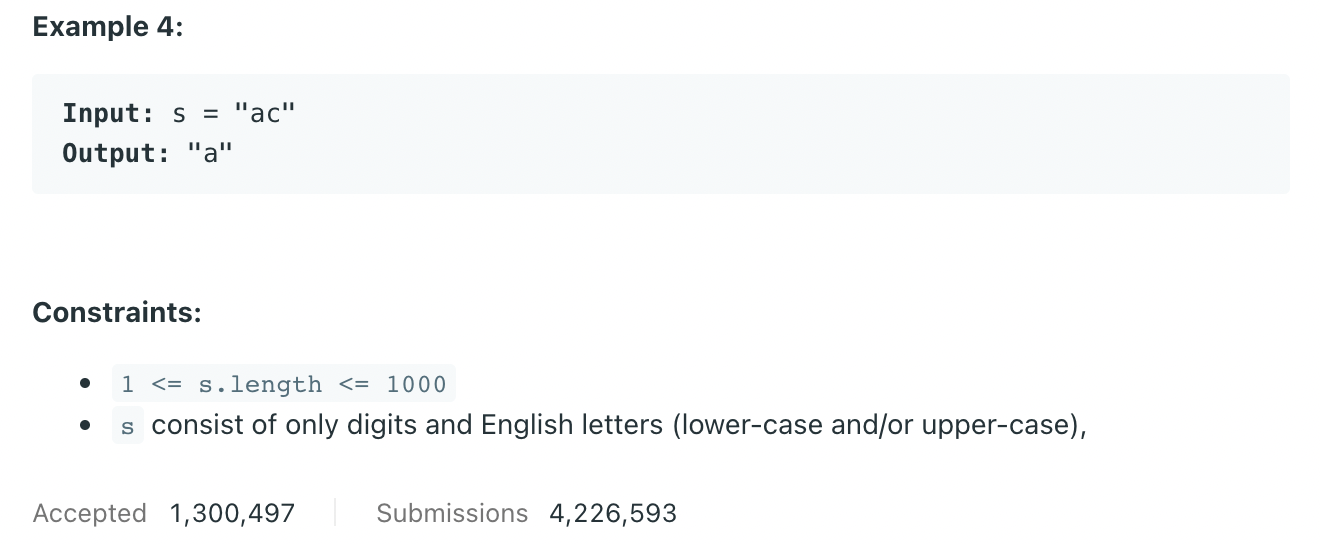 Example 4:
Input: s = "ac"
Output: "a"
Constraints:
1 <= s.length <= 1000
s consist of only digits and English letters (lower-case and/or upper-case),
Accepted 1,300,497 Submissions 4,226,593